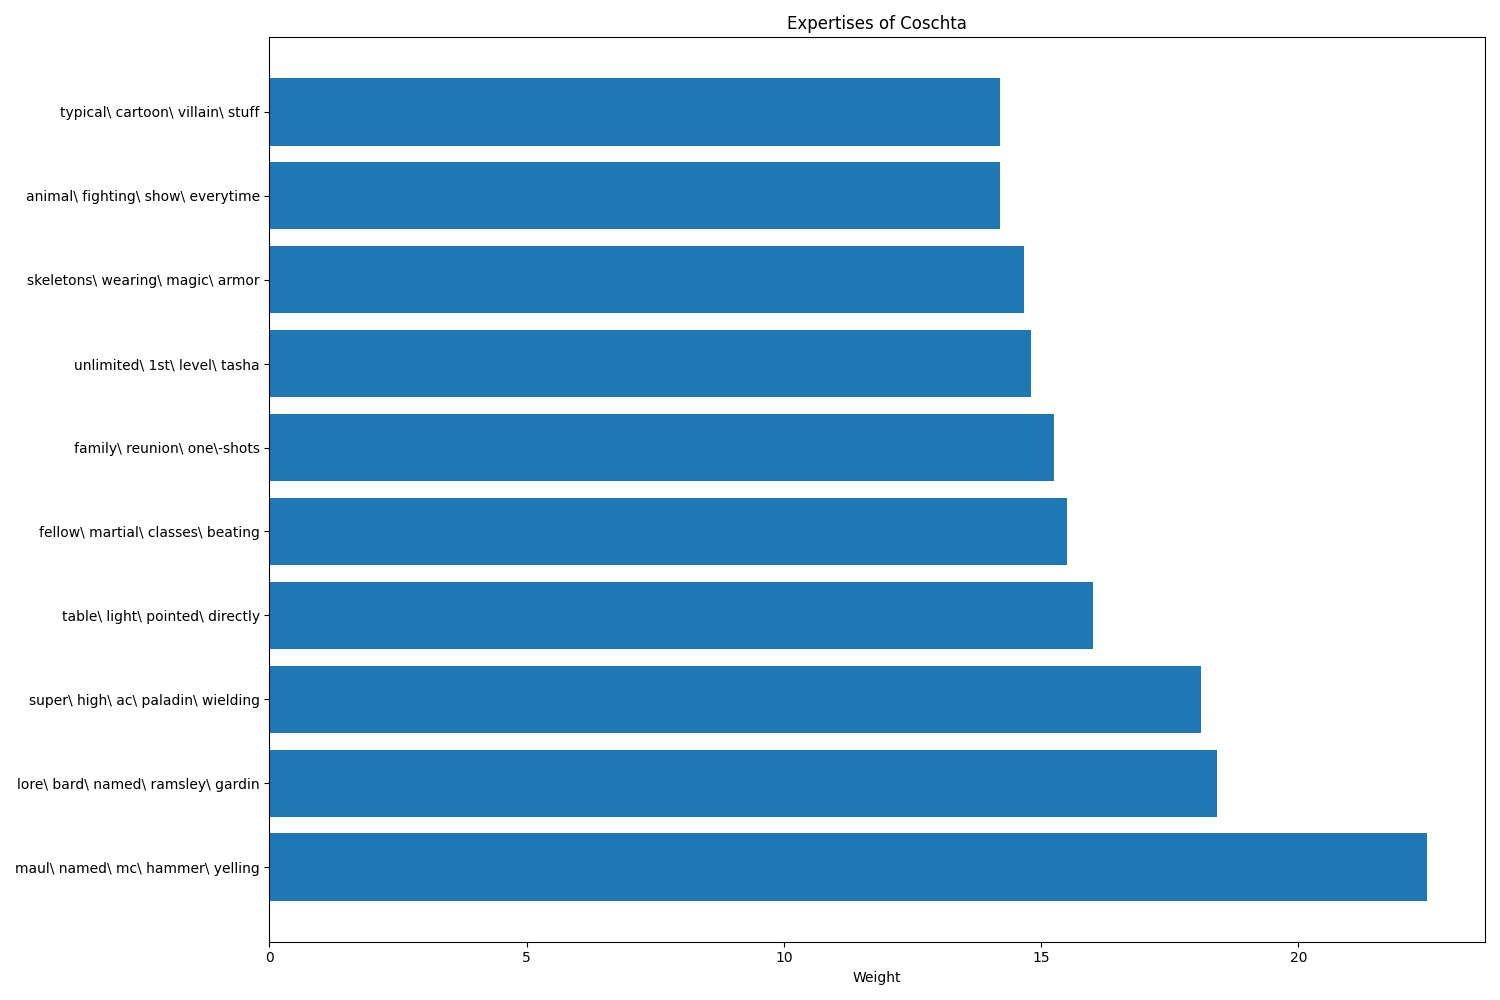 Expertises of Coschta
typical\ cartoon\ villain\ stuff
animal\ fighting\ show\ everytime
skeletons\ wearing\ magic\ armor
unlimited\ 1st\ level\ tasha
family\ reunion\ one\-shots
fellow\ martial\ classes\ beating
table\ light\ pointed\ directly
super\ high\ ac\ paladin\ wielding
lore\ bard\ named\ ramsley\ gardin
maul\ named\ mc\ hammer\ yelling
0 5 10 15 20
Weight